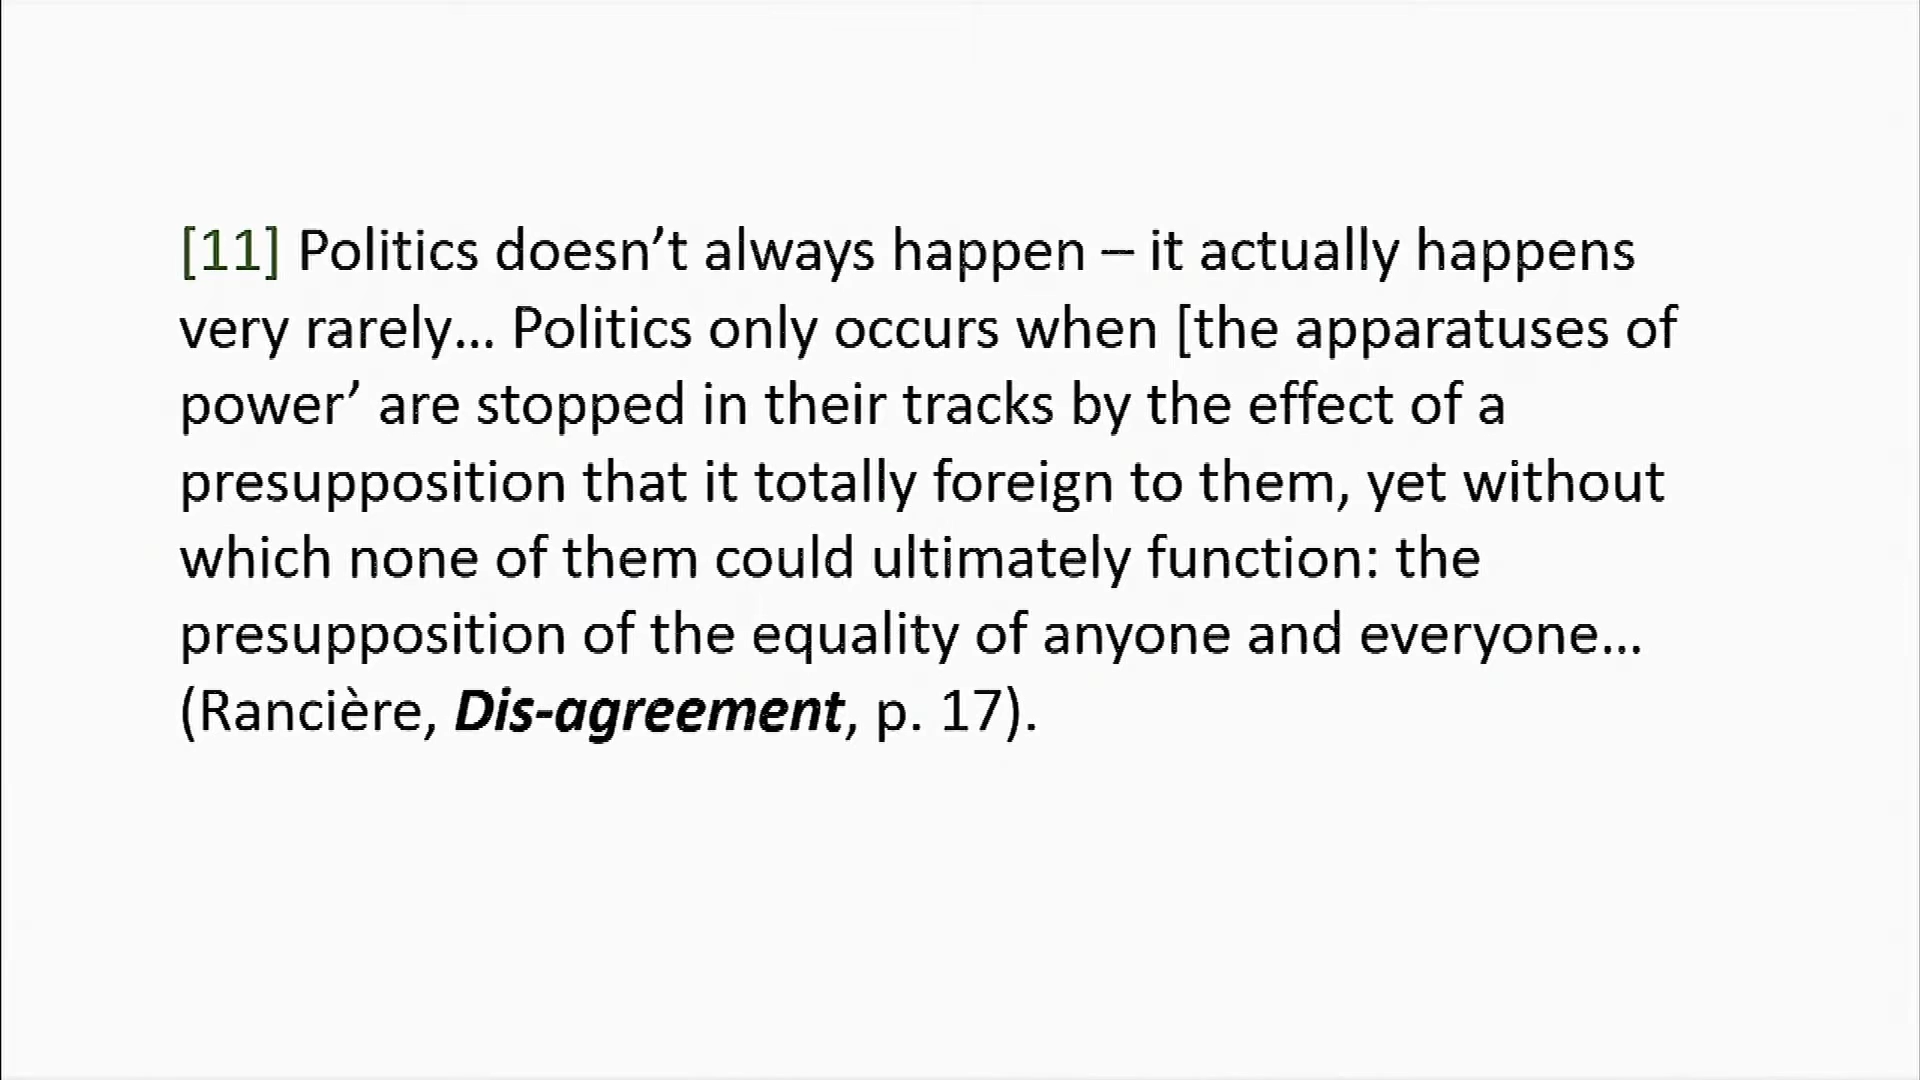 [11] Politics doesn’t always happen – it actually happens
very rarely… Politics only occurs when [the apparatuses of
power’ are stopped in their tracks by the effect of a
presupposition that it totally foreign to them, yet without
which none of them could ultimately function: the
presupposition of the equality of anyone and everyone…
(Rancière, Dis-agreement, p. 17).